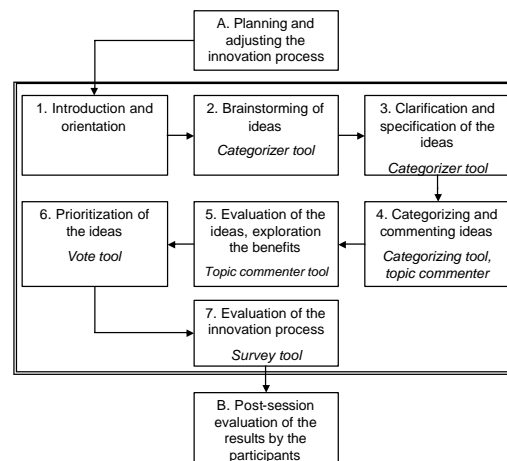 A. Planning and
adjusting the
innovation process
1. Introduction and
orientation
2. Brainstorming of
ideas
Categorizer tool
3. Clarification and
specification of the
ideas
Categorizer tool
4. Categorizing and
commenting ideas
Categorizing tool,
topic commenter
5. Evaluation of the
ideas, exploration
the benefits
Topic commenter tool
6. Prioritization of
the ideas
Vote tool
7. Evaluation of the
innovation process
Survey tool
B. Post-session
evaluation of the
results by the
participants